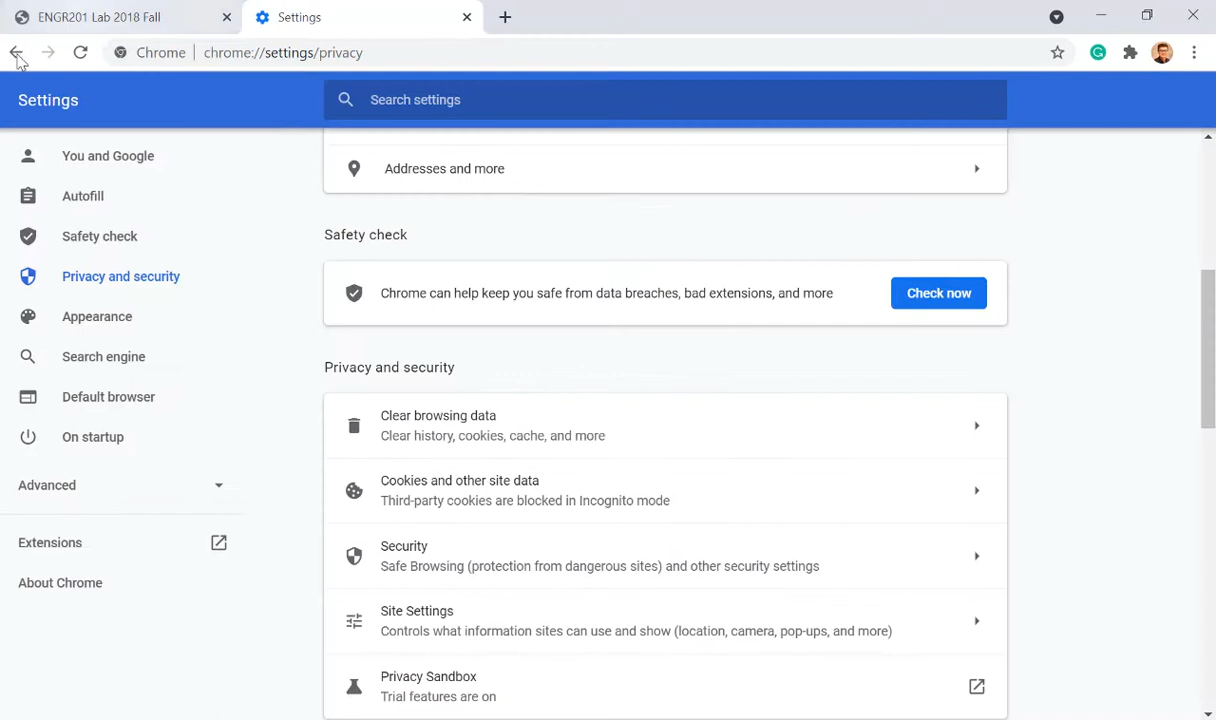 ENGR201 Lab 2018 Fall
Settings
Chrome
chrome://settings/privacy
Settings
Search settings
You and Google
Autofill
Safety check
Privacy and security
Appearance
Search engine
Default browser
On startup
Advanced
Extensions
About Chrome
Addresses and more
Safety check
Chrome can help keep you safe from data breaches, bad extensions, and more
Check now
Privacy and security
Clear browsing data
Clear history, cookies, cache, and more
Cookies and other site data
Third-party cookies are blocked in Incognito mode
Security
Safe Browsing (protection from dangerous sites) and other security settings
Site Settings
Controls what information sites can use and show (location, camera, pop-ups, and more)
Privacy Sandbox
Trial features are on